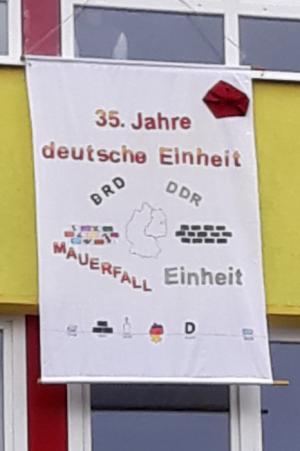 35. Jahre
deutsche Einheit
BRD DDR
MAUERFALL Einheit
D